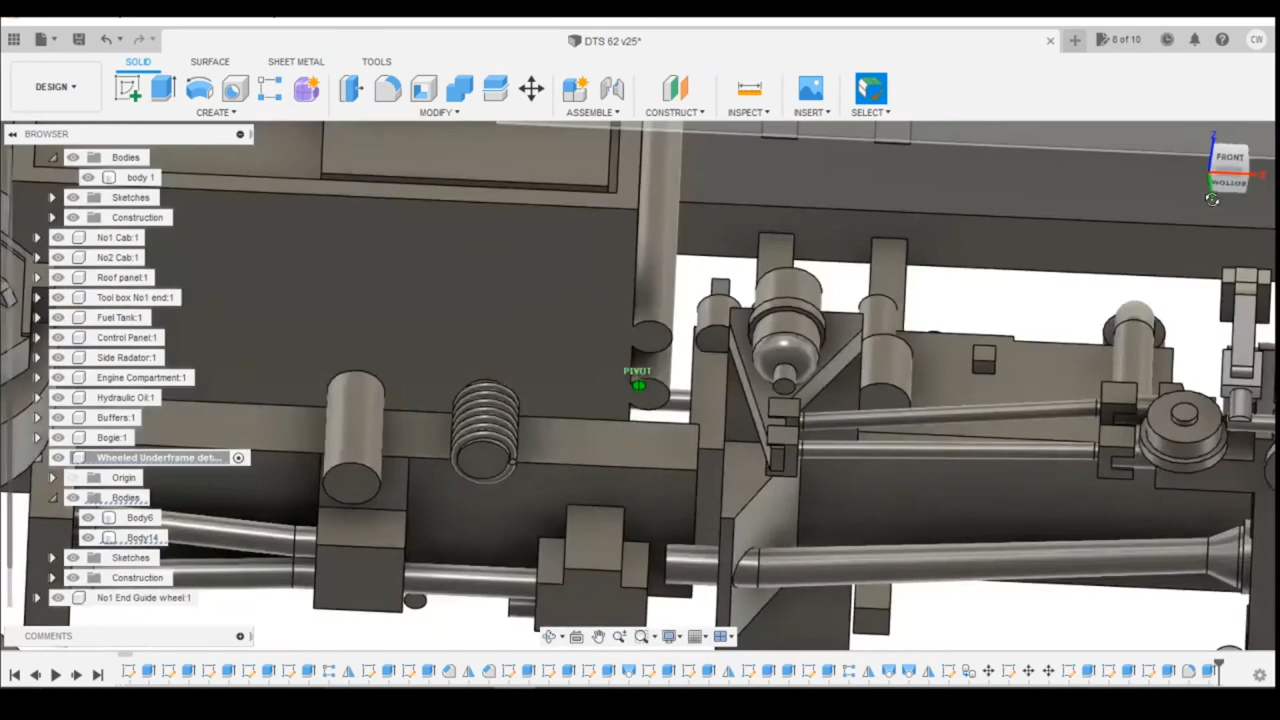 DTS 62 v25*
8 of 10
CW
SOLID
SURFACE
SHEET METAL
TOOLS
DESIGN
CREATE
MODIFY
ASSEMBLE
CONSTRUCT
INSPECT
INSERT
SELECT
BROWSER
Bodies
body 1
Sketches
Construction
No1 Cab:1
No2 Cab:1
Roof panel:1
Tool box No1 end:1
Fuel Tank:1
Control Panel:1
Side Radator:1
Engine Compartment:1
Hydraulic Oil:1
Buffers:1
Bogie:1
Wheeled Underframe det...
Origin
Bodies
Body6
Body14
Sketches
Construction
No1 End Guide wheel:1
COMMENTS
PIVOT
Z
FRONT
X
BOTTOM